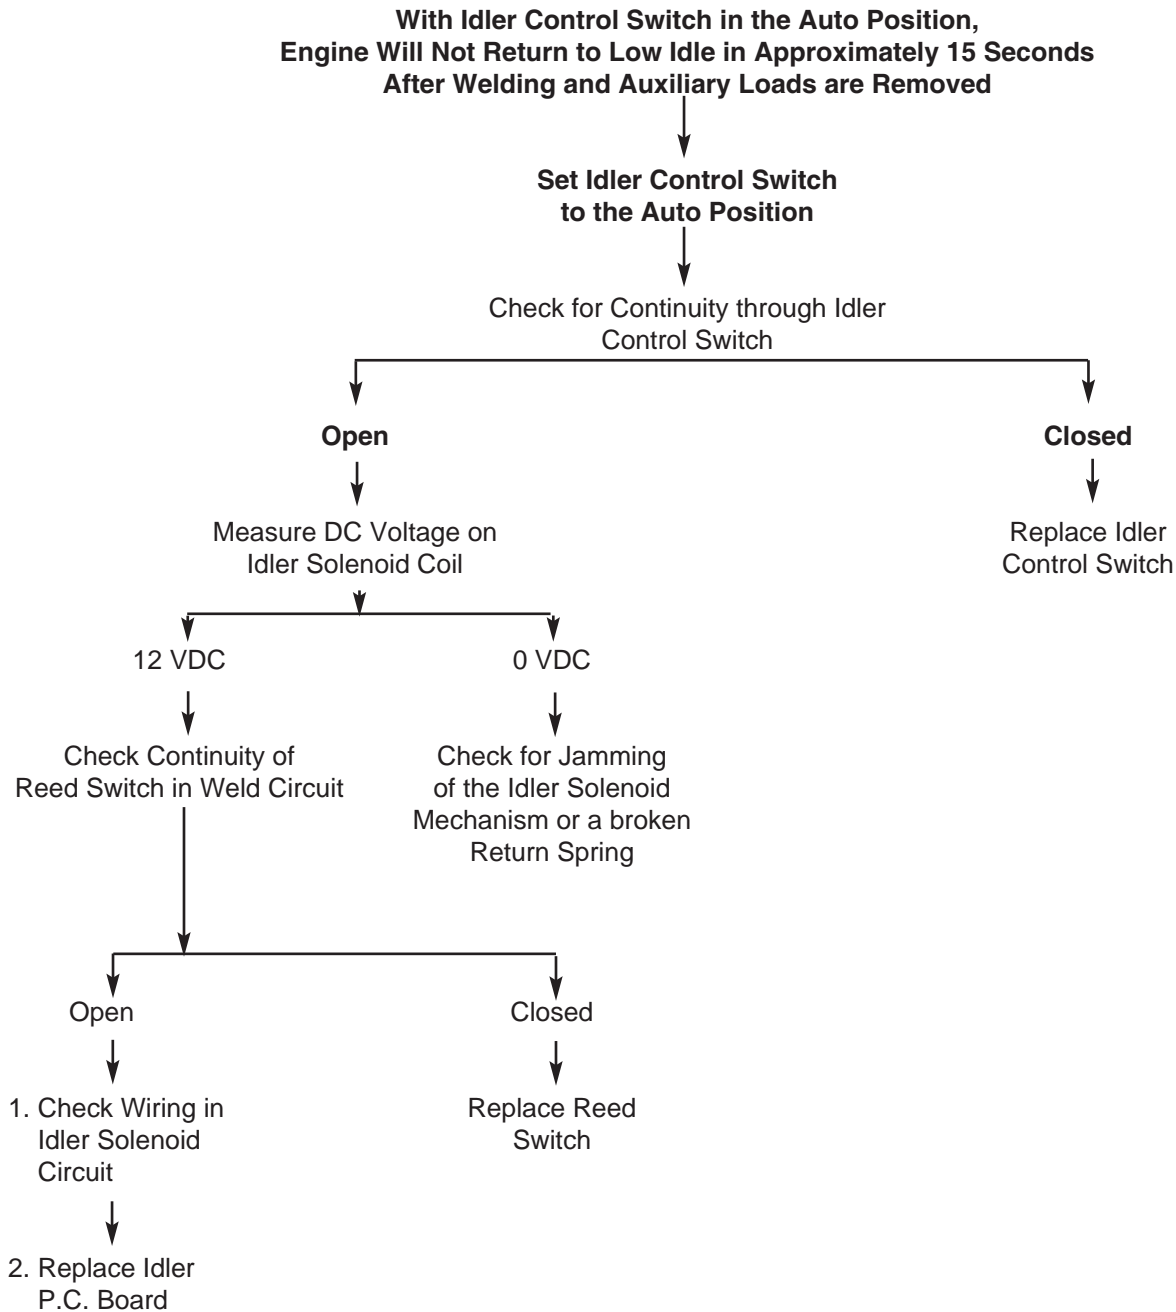 With Idler Control Switch in the Auto Position,
Engine Will Not Return to Low Idle in Approximately 15 Seconds
After Welding and Auxiliary Loads are Removed
Set Idler Control Switch
to the Auto Position
Check for Continuity through Idler
Control Switch
Open
Closed
Measure DC Voltage on
Idler Solenoid Coil
Replace Idler
Control Switch
12 VDC
0 VDC
Check Continuity of
Reed Switch in Weld Circuit
Check for Jamming
of the Idler Solenoid
Mechanism or a broken
Return Spring
Open
Closed
1. Check Wiring in
Idler Solenoid
Circuit
Replace Reed
Switch
2. Replace Idler
P.C. Board